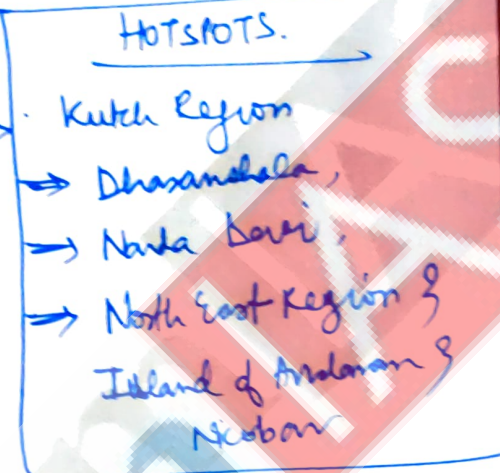 HOTSPOTS.
Kutch Region
→ Dharamshala,
→ Nanda Devi,
→ North East Region &
Island of Andaman &
Nicobar